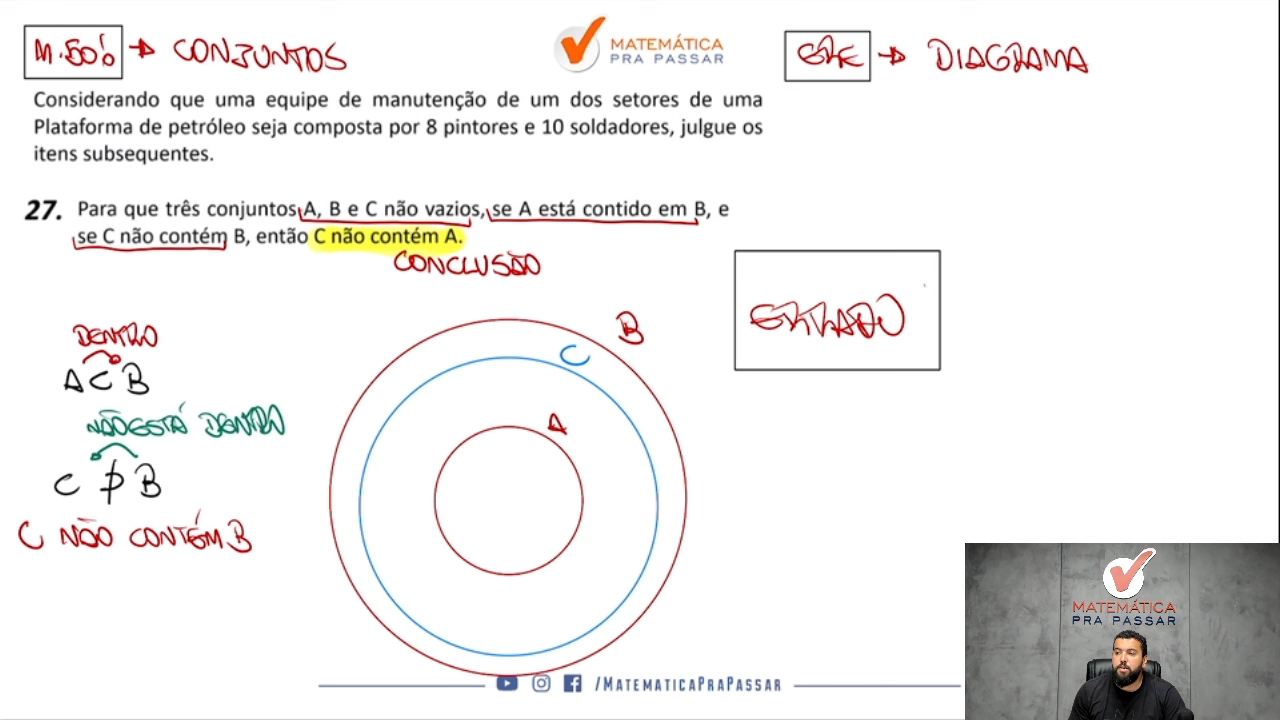 M.50% → CONJUNTOS
MATEMÁTICA
PRA PASSAR
→ DIAGRAMA
Considerando que uma equipe de manutenção de um dos setores de uma
Plataforma de petróleo seja composta por 8 pintores e 10 soldadores, julgue os
itens subsequentes.
27. Para que três conjuntos A, B e C não vazios, se A está contido em B, e
se C não contém B, então C não contém A.
CONCLUSÃO
ERRADO
DENTRO
A ⊂ B
NÃO ESTÁ DENTRO
C ⊅ B
C NÃO CONTÉM B
B
C
A
MATEMÁTICA
PRA PASSAR
/MATEMATICAPRAPASSAR